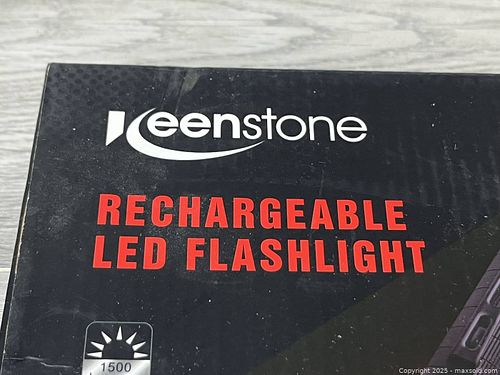 Keenstone
RECHARGEABLE
LED FLASHLIGHT
1500
Copyright 2025 - maxsold.com